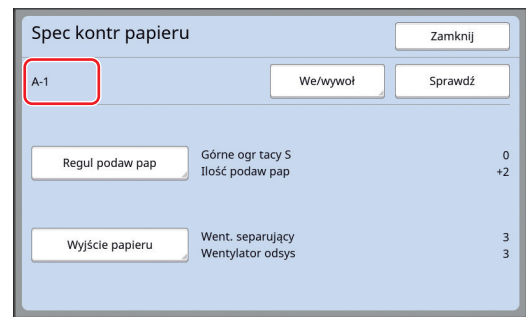 Spec kontr papieru
Zamknij
A-1
We/wywoł
Sprawdź
Regul podaw pap
Górne ogr tacy S 0
Ilość podaw pap +2
Wyjście papieru
Went. separujący 3
Wentylator odsys 3